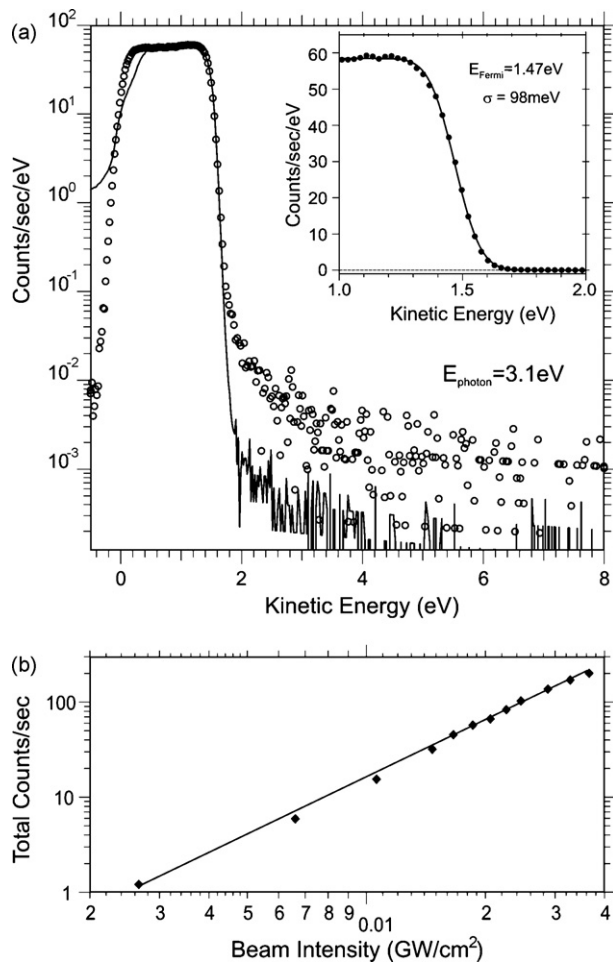 (a)
10²
10¹
10⁰
10⁻¹
10⁻²
10⁻³
Counts/sec/eV
0 2 4 6 8
Kinetic Energy (eV)
E_photon=3.1eV
60
50
40
30
20
10
0
Counts/sec/eV
E_Fermi=1.47eV
σ = 98meV
1.0 1.5 2.0
Kinetic Energy (eV)
(b)
100
10
1
Total Counts/sec
2 3 4 5 6 7 8 9 0.01 2 3 4
Beam Intensity (GW/cm²)